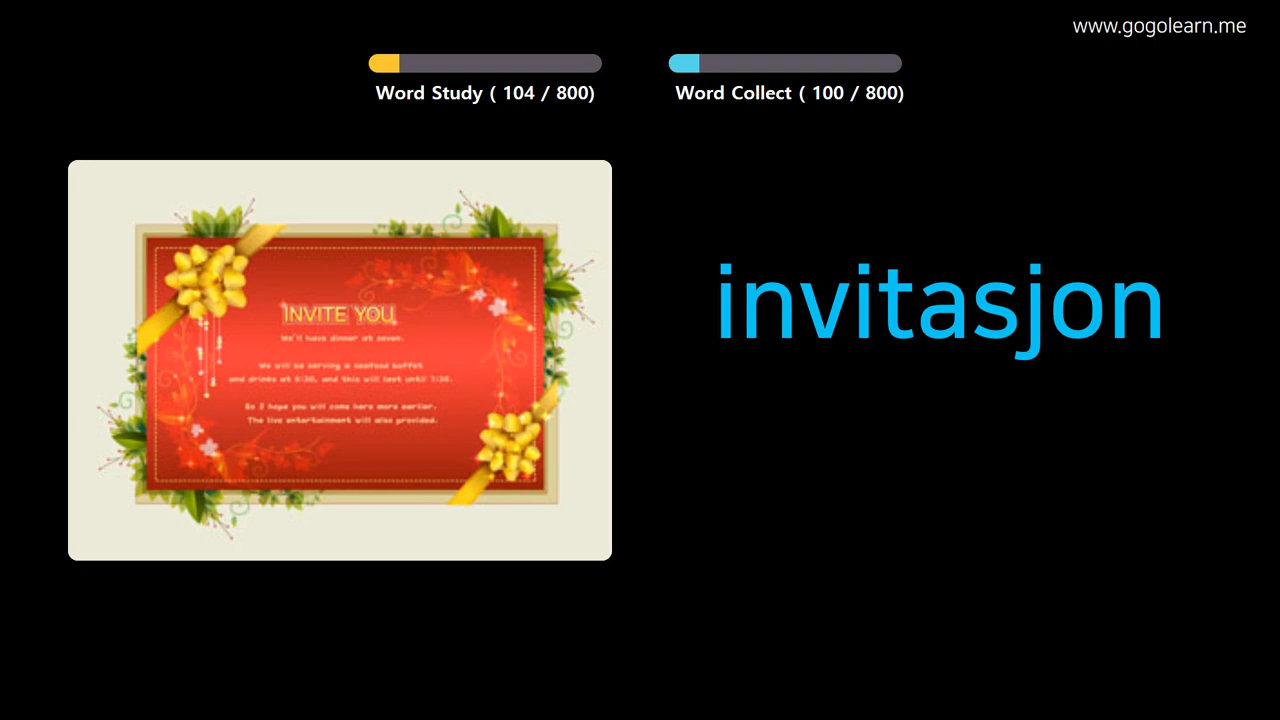 www.gogolearn.me
Word Study ( 104 / 800)
Word Collect ( 100 / 800)
INVITE YOU
We'll have dinner at seven.
We will be serving a seafood buffet
and drinks at 6:30, and this will last until 7:30.
So I hope you will come here more earlier.
The live entertainment will also provided.
invitasjon